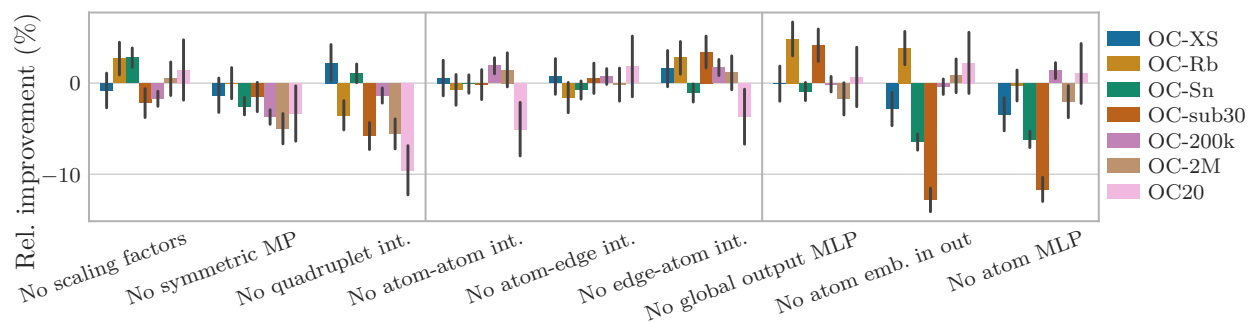 Rel. improvement (%)
0
−10
No scaling factors
No symmetric MP
No quadruplet int.
No atom-atom int.
No atom-edge int.
No edge-atom int.
No global output MLP
No atom emb. in out
No atom MLP
OC-XS
OC-Rb
OC-Sn
OC-sub30
OC-200k
OC-2M
OC20